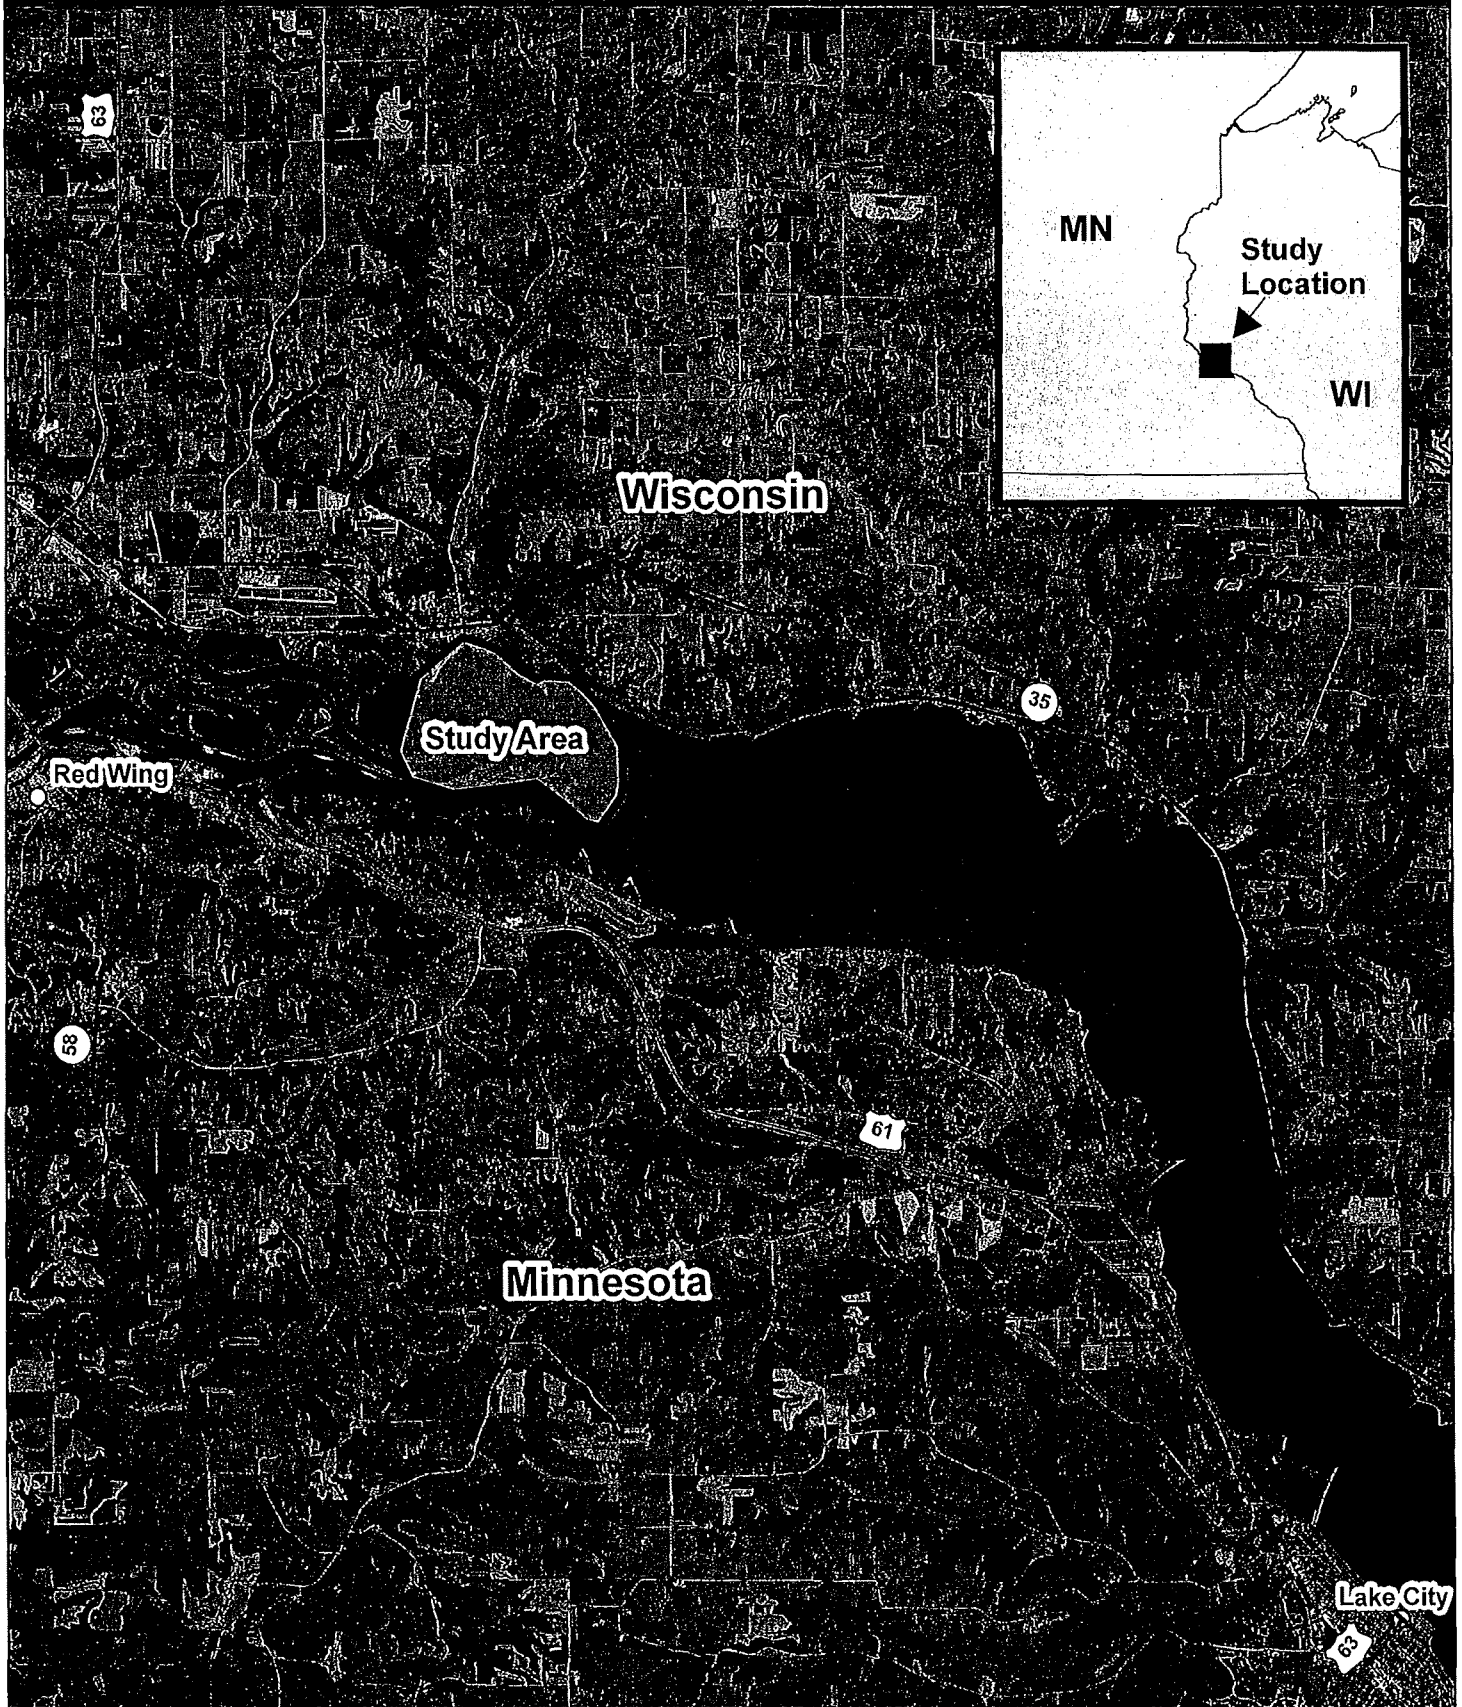 63
MN
Study
Location
WI
Wisconsin
35
Study Area
Red Wing
58
61
Minnesota
Lake City
63